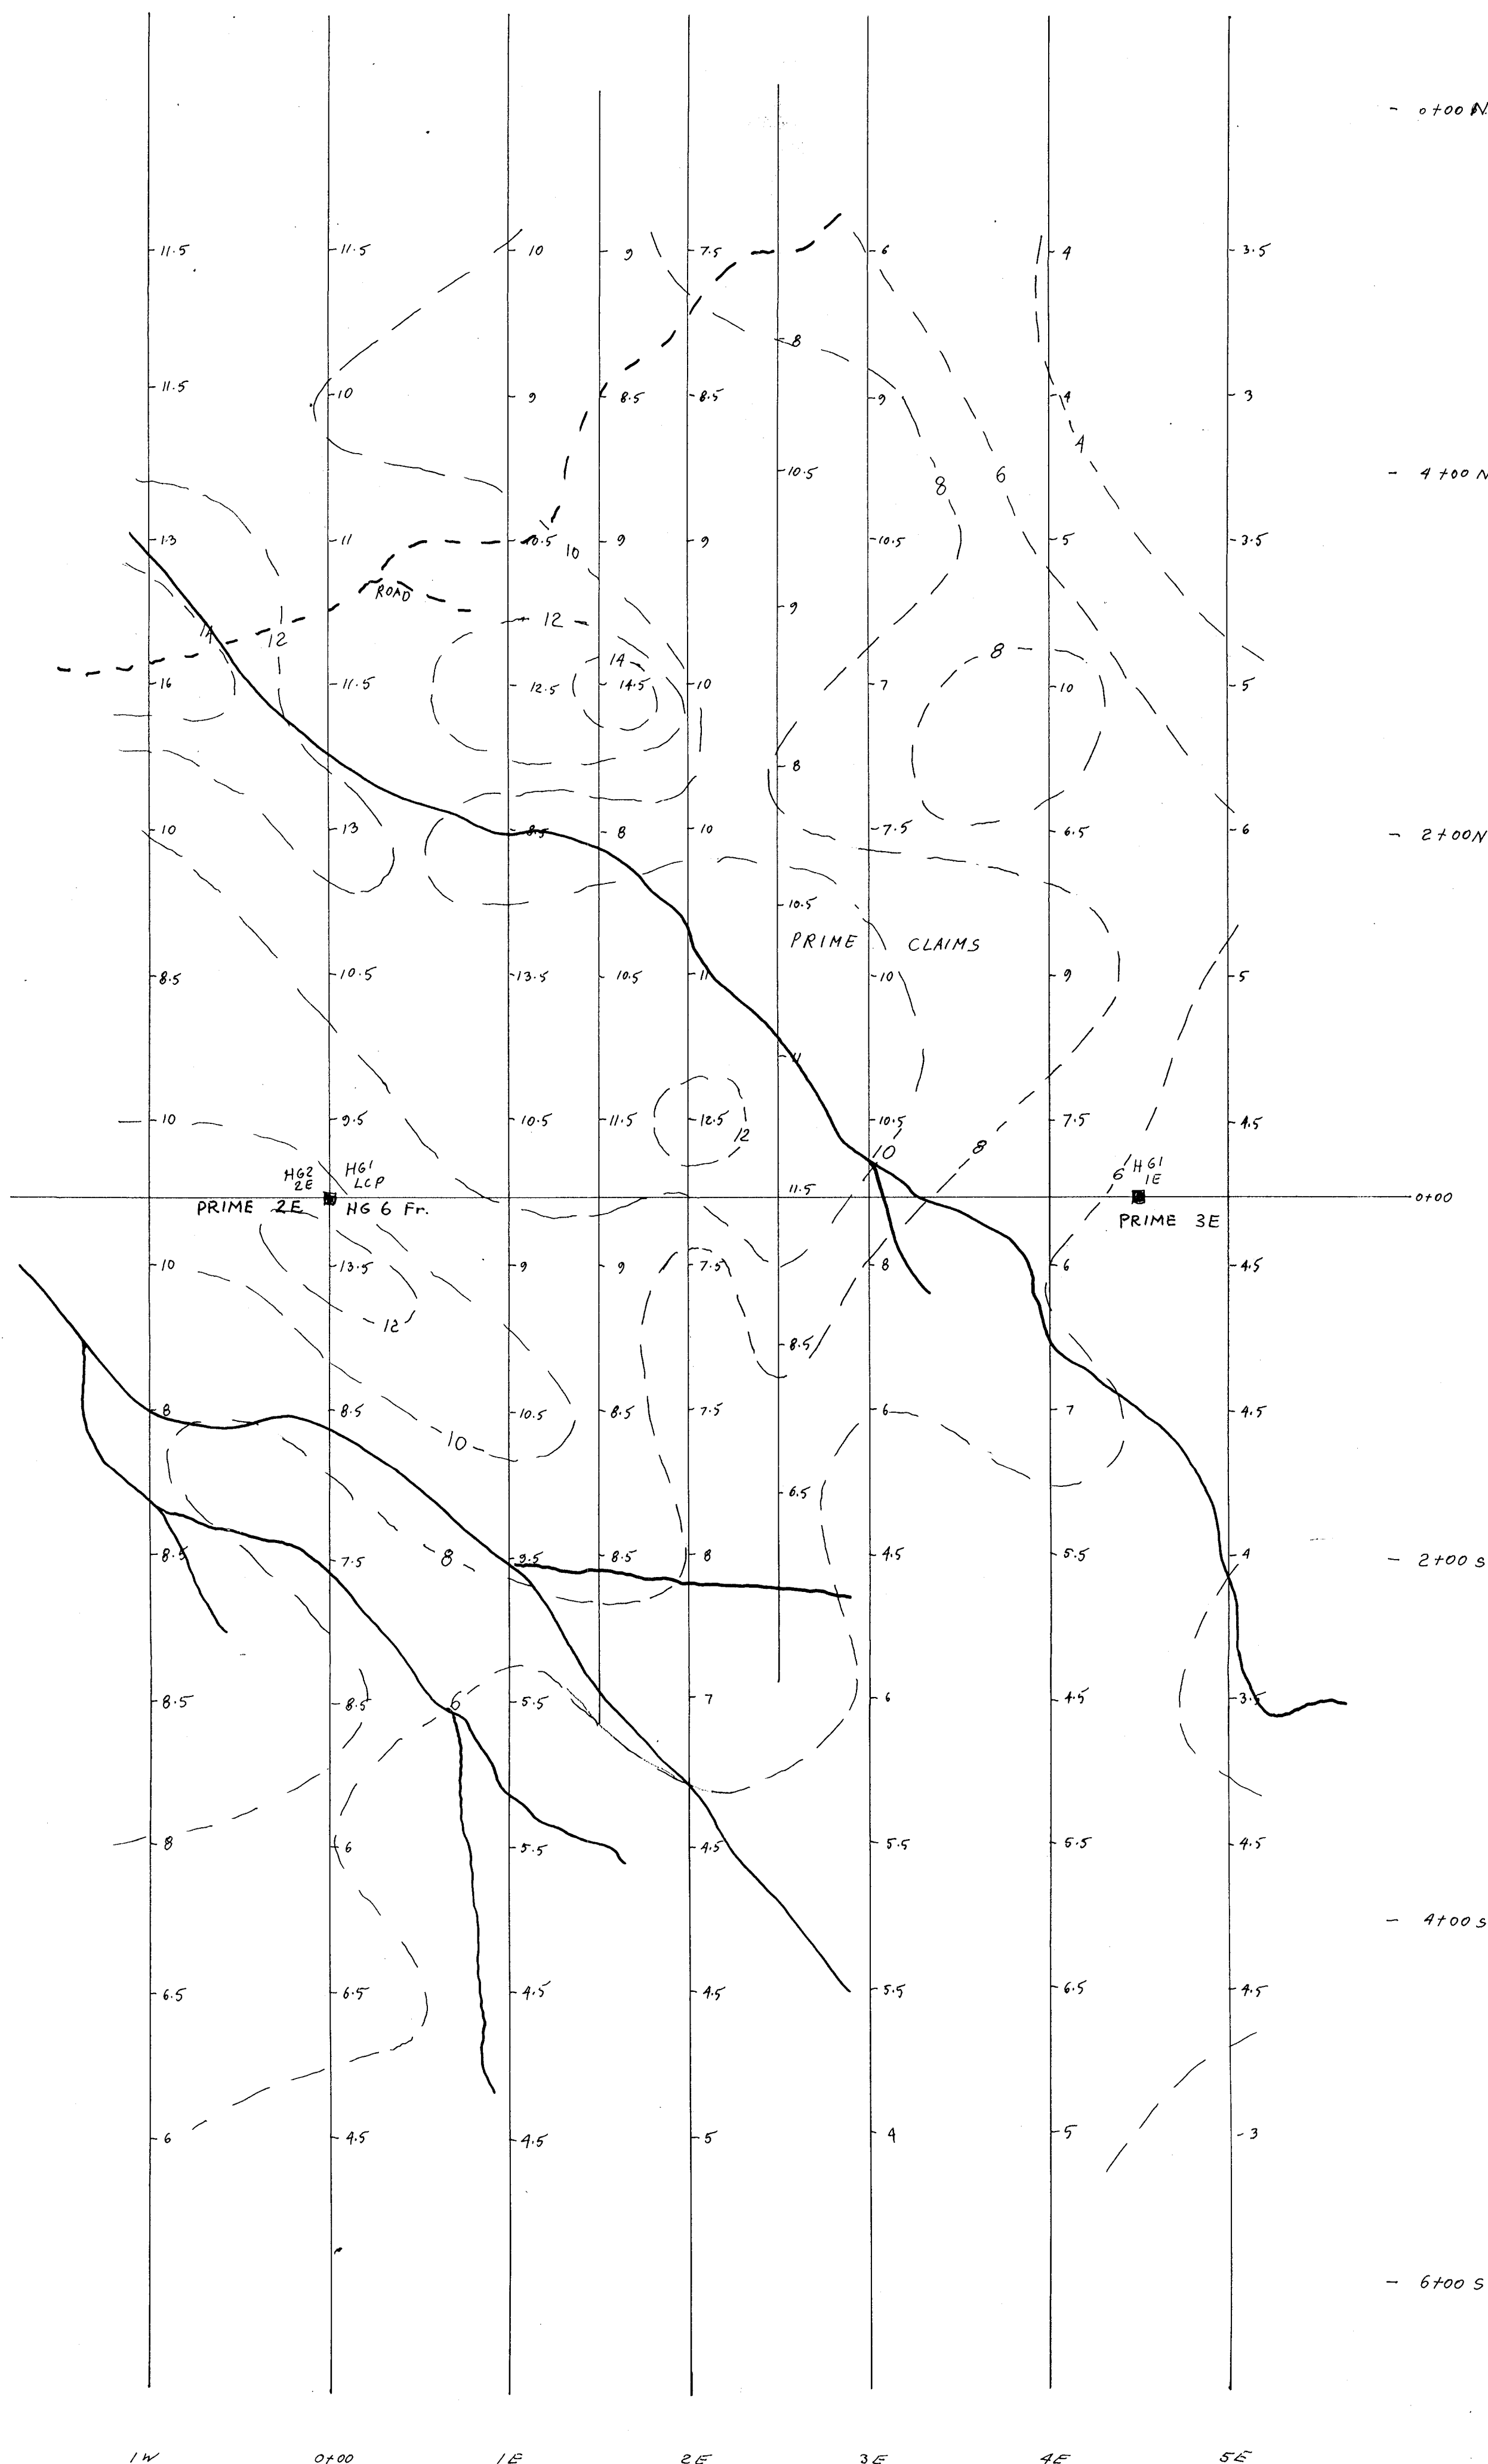 - 0+00 N
11.5 11.5 10 9 7.5 6 4 3.5
8
11.5 10 9 8.5 8.5 9 4 3
4
10.5 8 6 - 4+00 N
13 11 10.5 9 9 10.5 5 3.5
10
ROAD
9
14 12 12
8
14
16 11.5 12.5 14.5 10 7 10 5
8
10 13 8.5 8 10 7.5 6.5 6 - 2+00N
10.5
PRIME CLAIMS
8.5 10.5 13.5 10.5 11 10 9 5
11
10 9.5 10.5 11.5 12.5 10.5 7.5 4.5
12 10 8
HG2 HG1 6 HG1
2E LCP 11.5 1E
0+00
PRIME 2E HG 6 Fr.
PRIME 3E
10 13.5 9 9 7.5 8 6 4.5
12
8.5
8 8.5 10.5 8.5 7.5 6 7 4.5
10
6.5
8.5 7.5 8 9.5 8.5 8 4.5 5.5 4 - 2+00 S
8.5 8.5 6 5.5 7 6 4.5 3.5
8 6 5.5 4.5 5.5 5.5 4.5
- 4+00 S
6.5 6.5 4.5 4.5 5.5 6.5 4.5
6 4.5 4.5 5 4 5 3
- 6+00 S
1W 0+00 1E 2E 3E 4E 5E